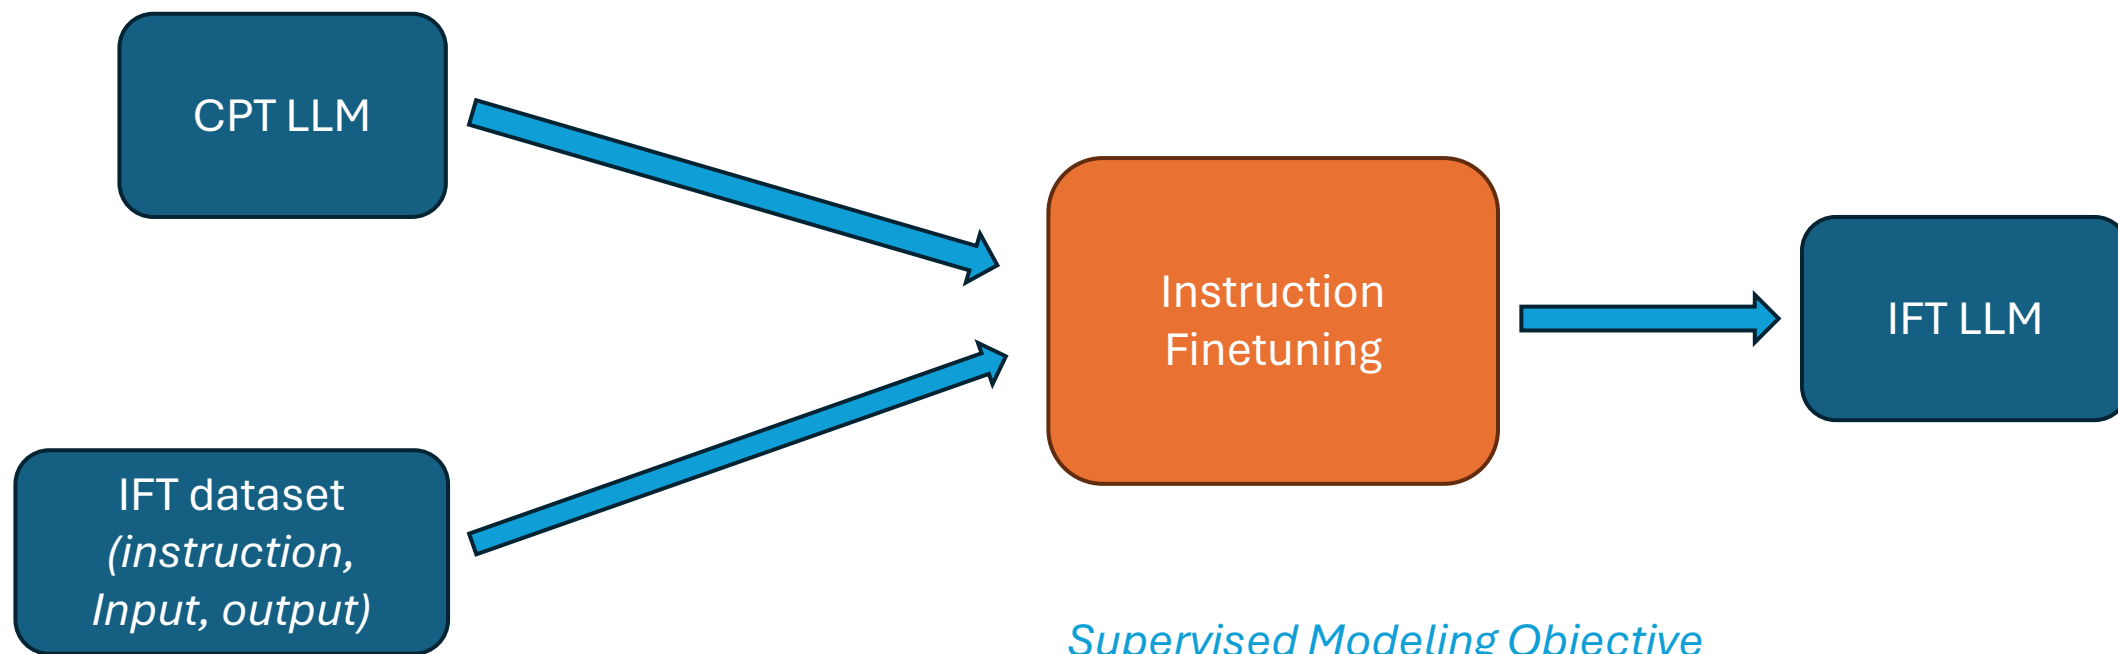 CPT LLM
Instruction
Finetuning
IFT LLM
IFT dataset
(instruction,
Input, output)
Supervised Modeling Objective